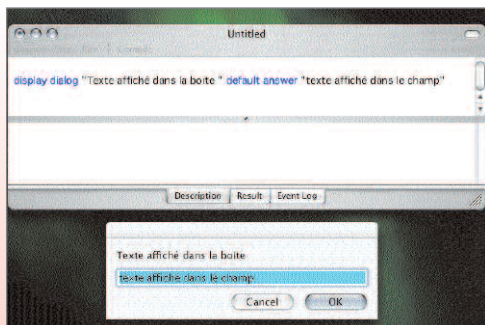 Untitled
display dialog "Texte affiché dans la boite " default answer "texte affiché dans le champ"
Description Result Event Log
Texte affiché dans la boite
texte affiché dans le champ
Cancel OK